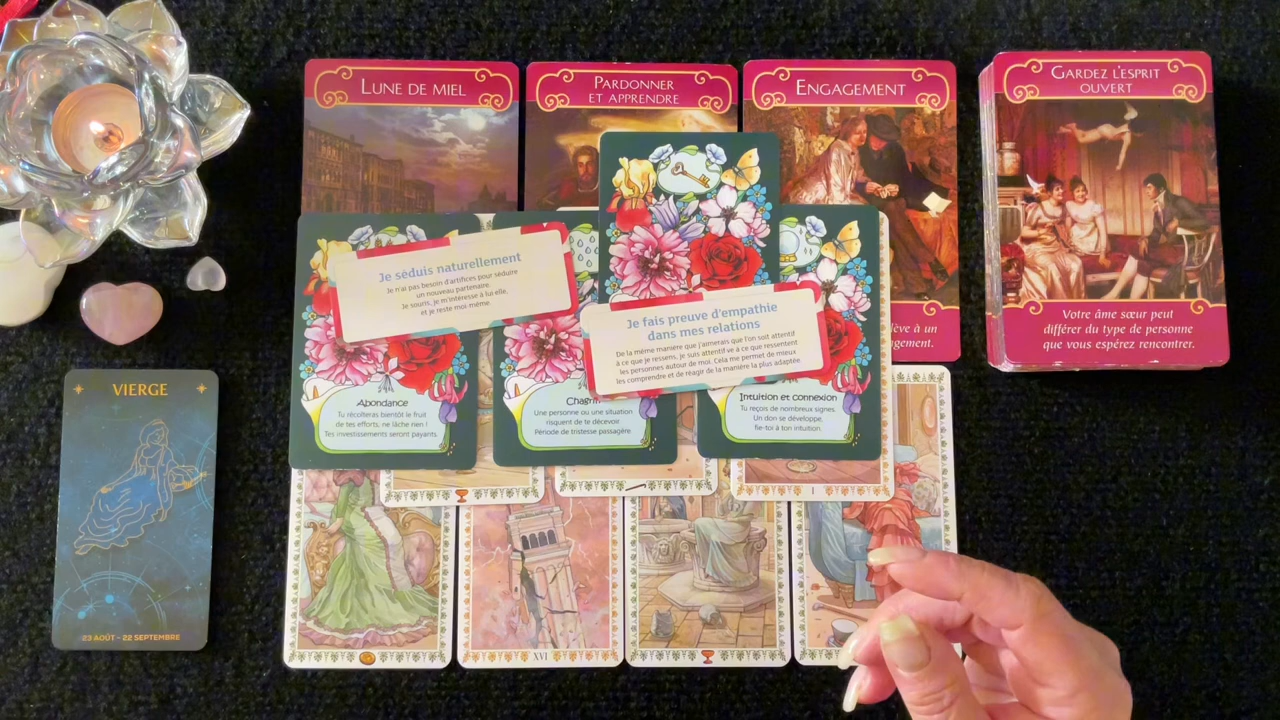 LUNE DE MIEL
PARDONNER
ET APPRENDRE
ENGAGEMENT
GARDEZ L'ESPRIT
OUVERT
Votre âme sœur peut
différer du type de personne
que vous espérez rencontrer.
Je séduis naturellement
Je n'ai pas besoin d'artifices pour séduire
un nouveau partenaire.
Je souris, je m'intéresse à lui/elle,
et je reste moi-même.
Je fais preuve d'empathie
dans mes relations
De la même manière que j'aimerais que l'on soit attentif
à ce que je ressens, je suis attentif·ve à ce que ressentent
les personnes autour de moi. Cela me permet de mieux
les comprendre et de réagir de la manière la plus adaptée.
à un
VIERGE
23 AOÛT - 22 SEPTEMBRE
Abondance
Tu récolteras bientôt le fruit
de tes efforts, ne lâche rien !
Tes investissements seront payants.
Chagrin
Une personne ou une situation
risquent de te décevoir
Période de tristesse passagère
Intuition et connexion
Tu reçois de nombreux signes.
Un don se développe,
fie-toi à ton intuition.
I
XVI